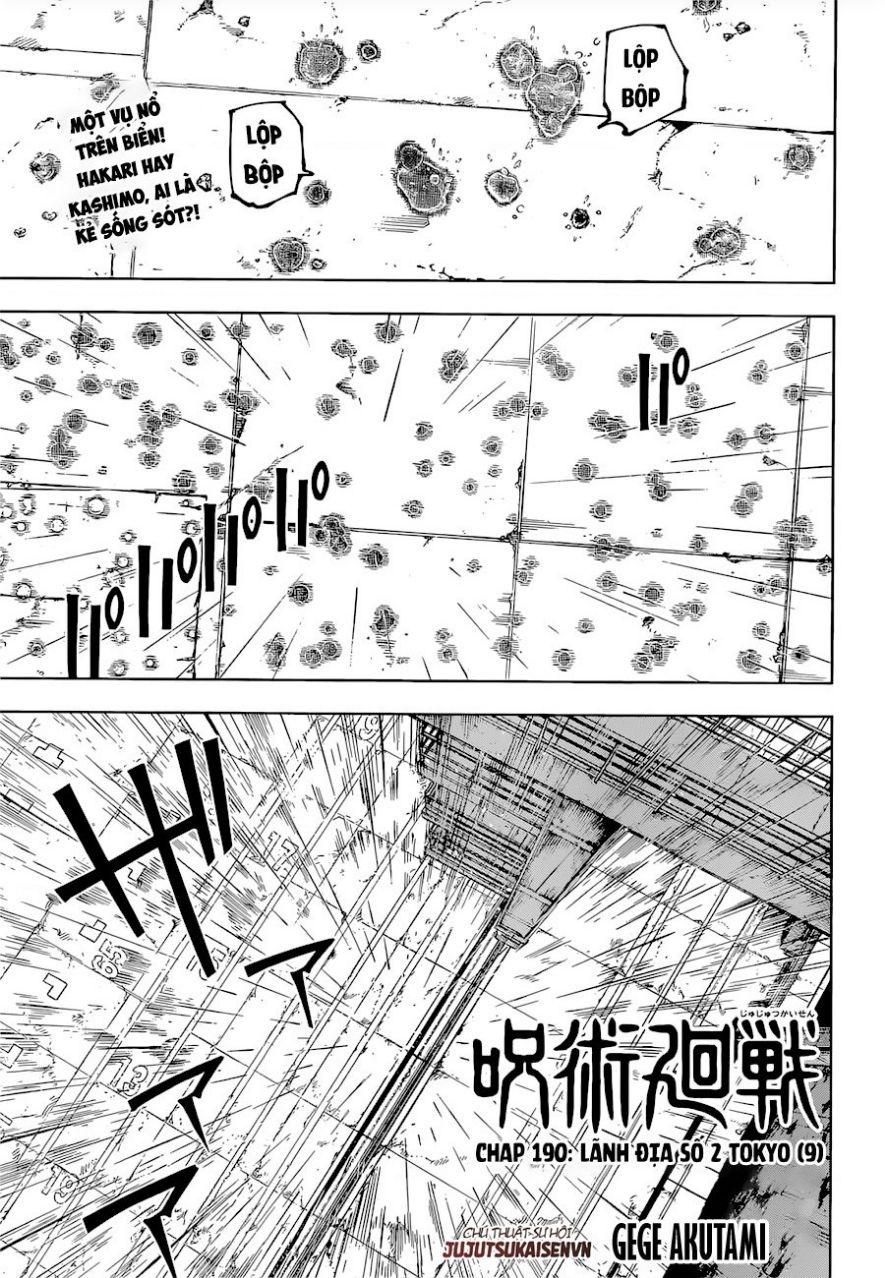 LỘP
BỘP
MỘT VỤ NỔ
TRÊN BIỂN!
HAKARI HAY
KASHIMO, AI LÀ
KẺ SỐNG SÓT?!
LỘP
BỘP
パ
パ
パ
パ
パ
ザ
ァ
ァ
ァ
65
13
じゅじゅつかいせん
呪術廻戦
CHAP 190: LÃNH ĐỊA SỐ 2 TOKYO (9)
CHÚ THUẬT SƯ HỘI
JUJUTSUKAISENVN
GEGE AKUTAMI